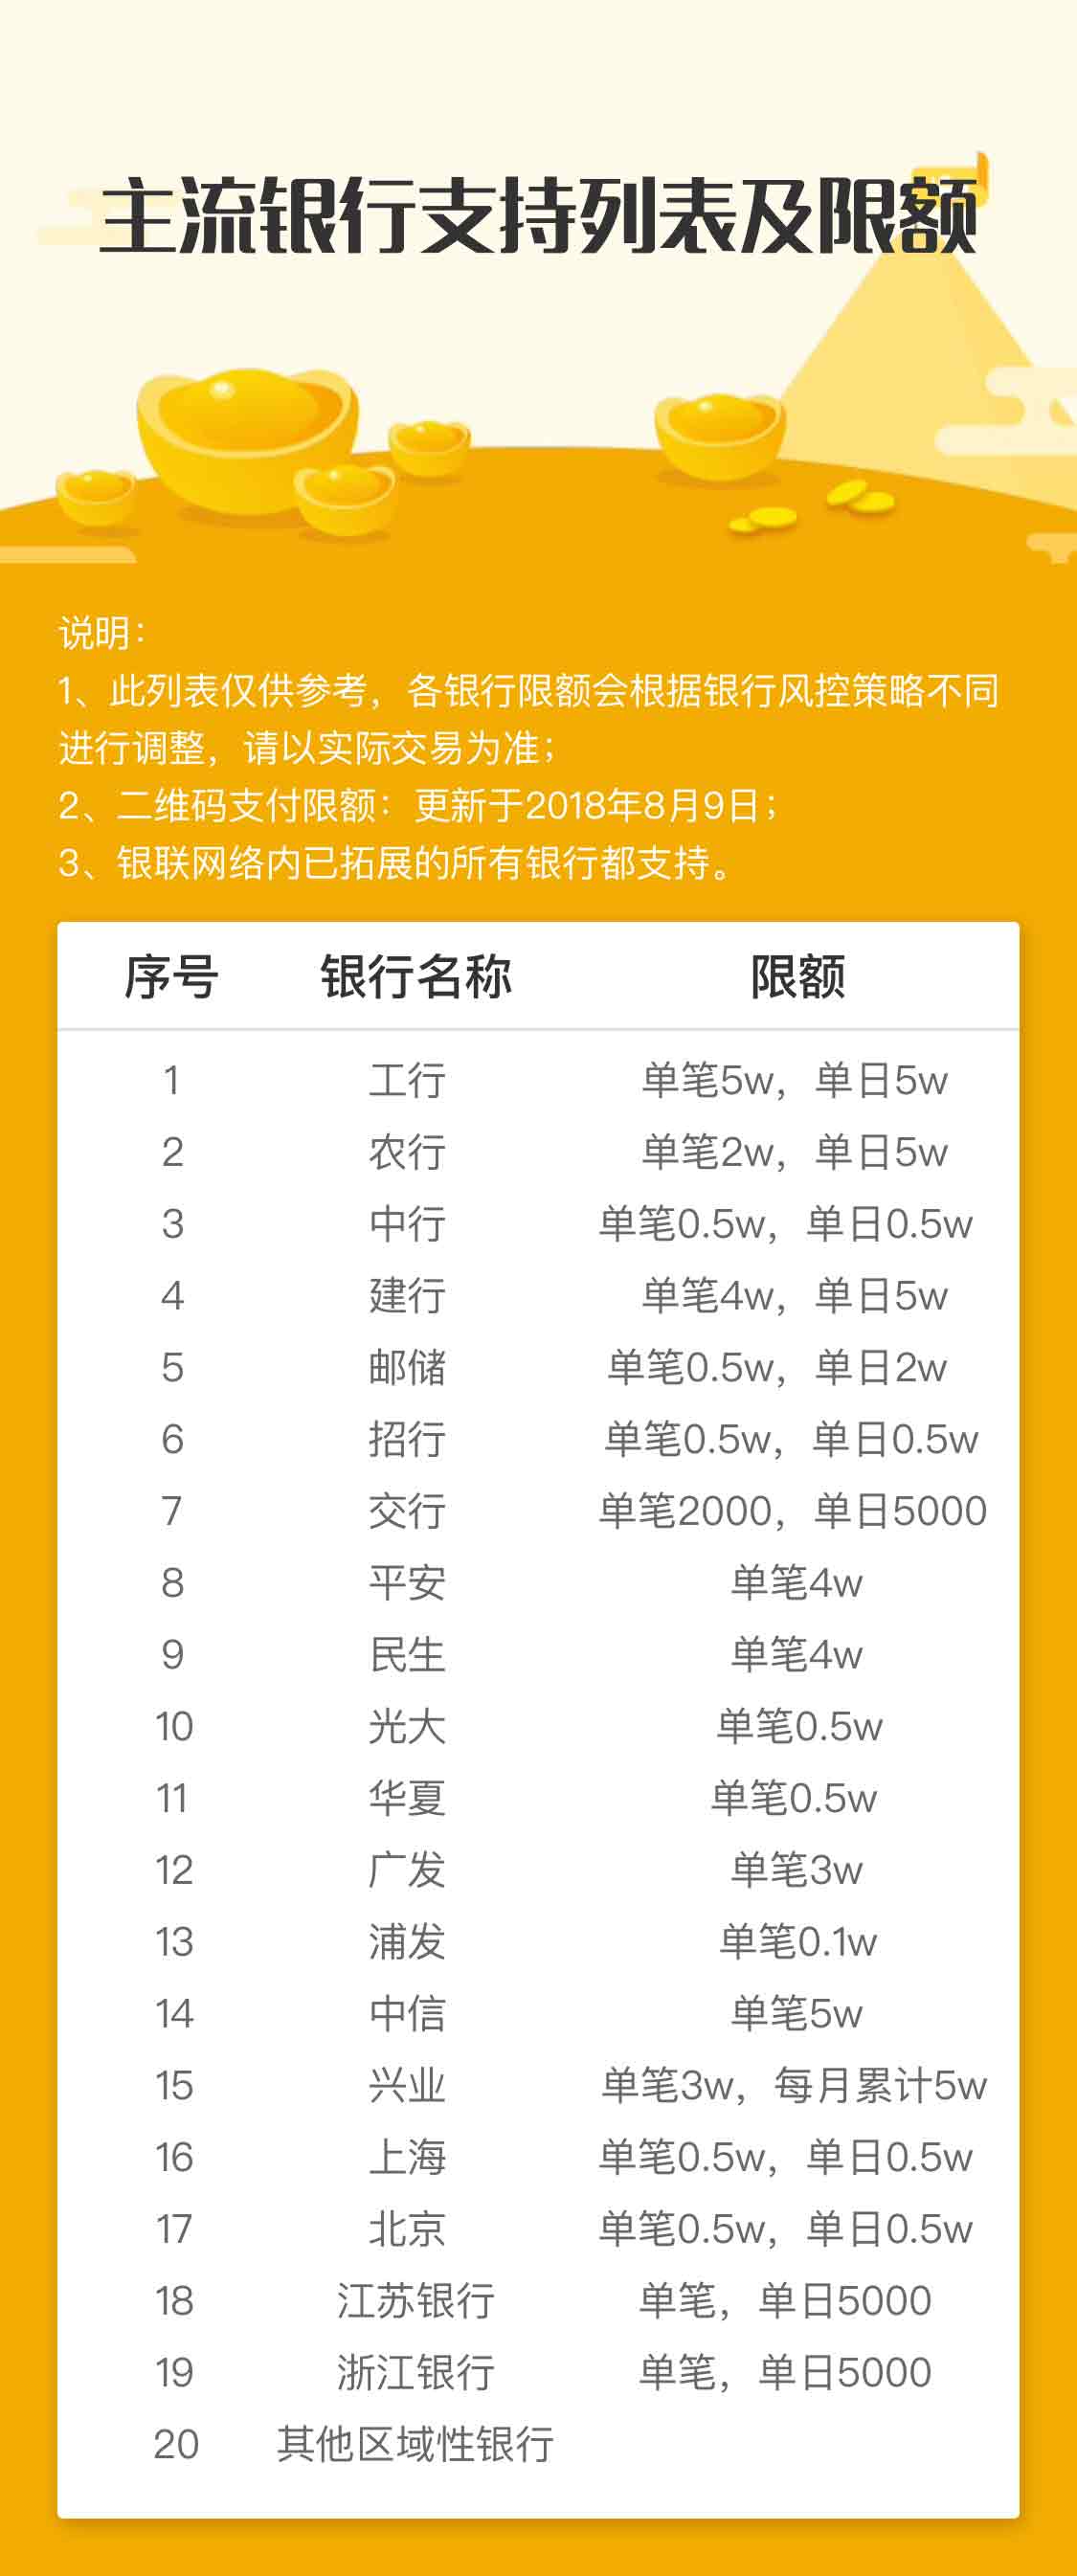 主流银行支持列表及限额
说明：
1、此列表仅供参考，各银行限额会根据银行风控策略不同
进行调整，请以实际交易为准；
2、二维码支付限额：更新于2018年8月9日；
3、银联网络内已拓展的所有银行都支持。
序号 银行名称 限额
1 工行 单笔5w，单日5w
2 农行 单笔2w，单日5w
3 中行 单笔0.5w，单日0.5w
4 建行 单笔4w，单日5w
5 邮储 单笔0.5w，单日2w
6 招行 单笔0.5w，单日0.5w
7 交行 单笔2000，单日5000
8 平安 单笔4w
9 民生 单笔4w
10 光大 单笔0.5w
11 华夏 单笔0.5w
12 广发 单笔3w
13 浦发 单笔0.1w
14 中信 单笔5w
15 兴业 单笔3w，每月累计5w
16 上海 单笔0.5w，单日0.5w
17 北京 单笔0.5w，单日0.5w
18 江苏银行 单笔，单日5000
19 浙江银行 单笔，单日5000
20 其他区域性银行